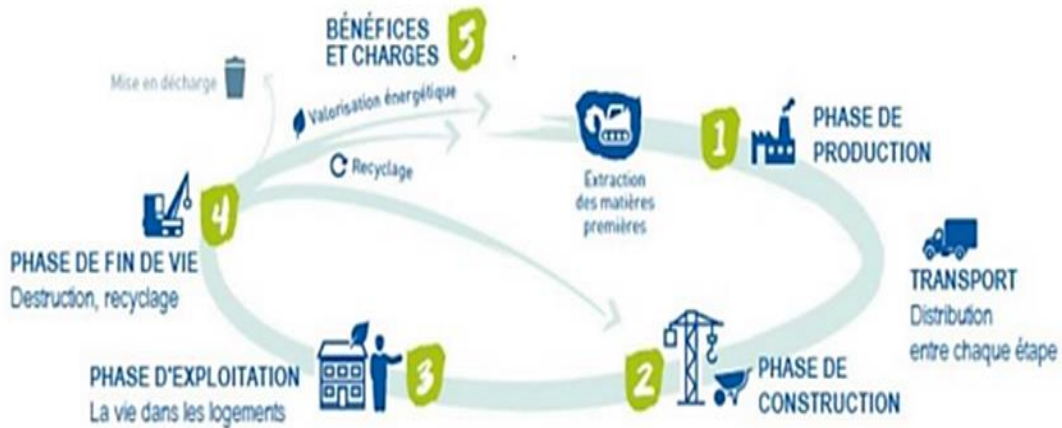 BÉNÉFICES
ET CHARGES
5
Mise en décharge
Valorisation énergétique
Recyclage
Extraction
des matières
premières
1
PHASE DE
PRODUCTION
4
PHASE DE FIN DE VIE
Destruction, recyclage
TRANSPORT
Distribution
entre chaque étape
PHASE D'EXPLOITATION
La vie dans les logements
3
2
PHASE DE
CONSTRUCTION